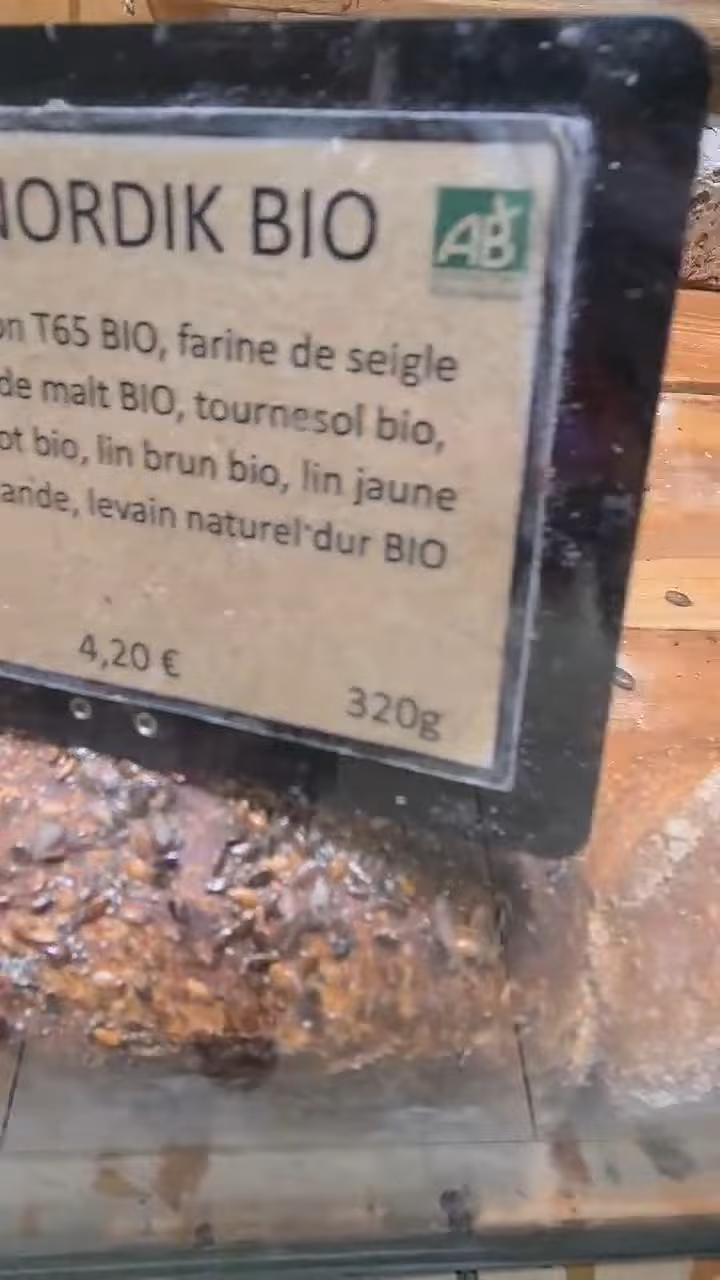 NORDIK BIO
AB
on T65 BIO, farine de seigle
de malt BIO, tournesol bio,
ot bio, lin brun bio, lin jaune
ande, levain naturel dur BIO
4,20 €
320g